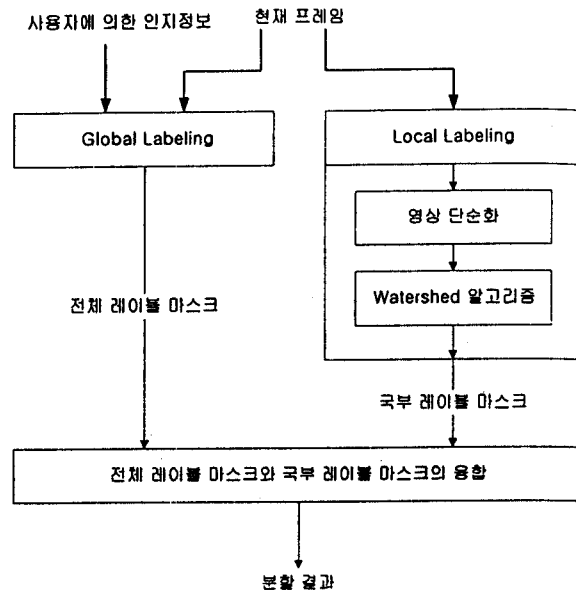 사용자에 의한 인지정보
현재 프레임
Global Labeling
Local Labeling
영상 단순화
Watershed 알고리즘
전체 레이블 마스크
국부 레이블 마스크
전체 레이블 마스크와 국부 레이블 마스크의 융합
분할 결과